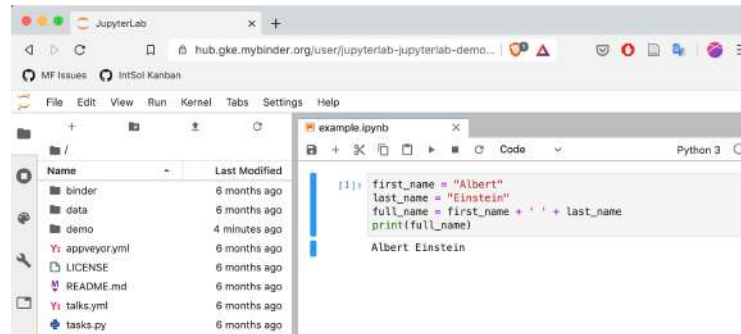 JupyterLab
hub.gke.mybinder.org/user/jupyterlab-jupyterlab-demo...
MF Issues IntSol Kanban
File Edit View Run Kernel Tabs Settings Help
/
Name Last Modified
binder 6 months ago
data 6 months ago
demo 4 minutes ago
Y: appveyor.yml 6 months ago
LICENSE 6 months ago
README.md 6 months ago
Y: talks.yml 6 months ago
tasks.py 6 months ago
example.ipynb
Code Python 3
[1]: first_name = "Albert"
last_name = "Einstein"
full_name = first_name + ' ' + last_name
print(full_name)
Albert Einstein